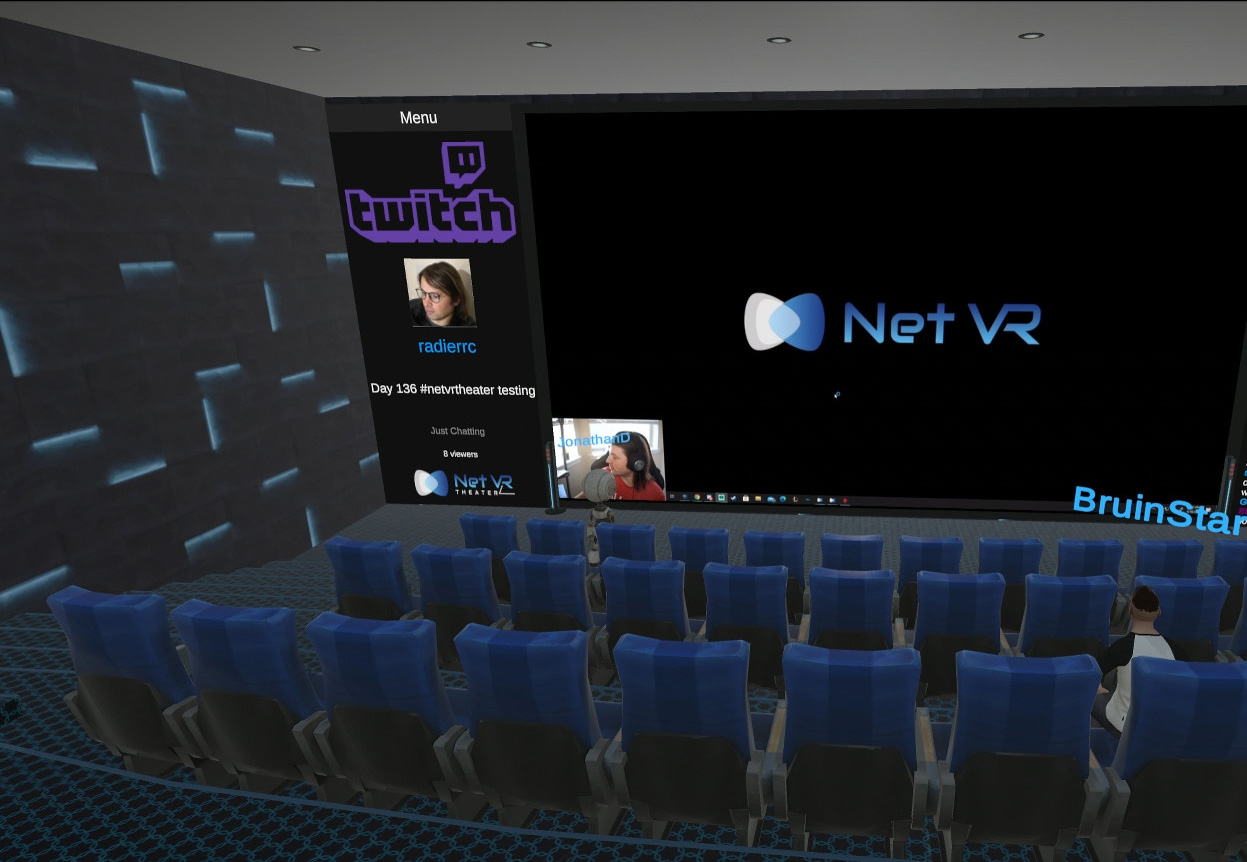 Menu
twitch
radierrc
Day 136 #netvrtheater testing
Just Chatting
8 viewers
Net VR
THEATER
Net VR
JonathanD
BruinStar